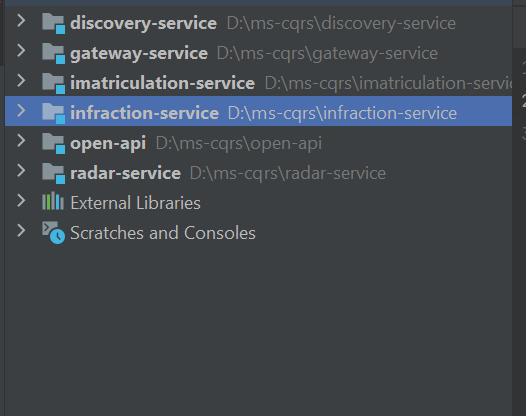 discovery-service D:\ms-cqrs\discovery-service
gateway-service D:\ms-cqrs\gateway-service
imatriculation-service D:\ms-cqrs\imatriculation-servic
infraction-service D:\ms-cqrs\infraction-service
open-api D:\ms-cqrs\open-api
radar-service D:\ms-cqrs\radar-service
External Libraries
Scratches and Consoles